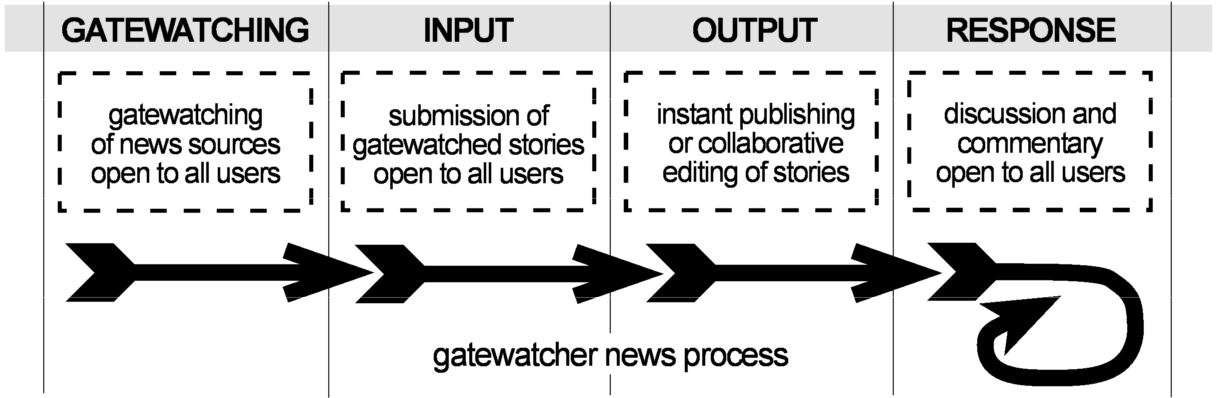 GATEWATCHING
INPUT
OUTPUT
RESPONSE
gatewatching
of news sources
open to all users
submission of
gatewatched stories
open to all users
instant publishing
or collaborative
editing of stories
discussion and
commentary
open to all users
gatewatcher news process